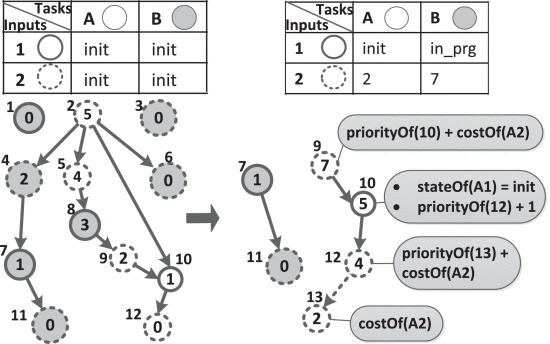 Tasks
Inputs
A
B
1
init
init
2
init
init
Tasks
Inputs
A
B
1
init
in_prg
2
2
7
1
0
2
5
3
0
4
2
5
4
6
0
8
3
7
1
9
2
10
1
11
0
12
0
7
1
11
0
9
7
priorityOf(10) + costOf(A2)
10
5
• stateOf(A1) = init
• priorityOf(12) + 1
12
4
priorityOf(13) +
costOf(A2)
13
2
costOf(A2)